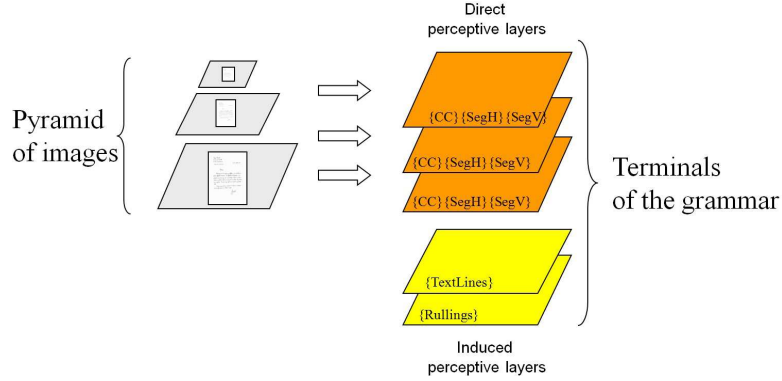 Direct
perceptive layers
Pyramid
of images
{CC}{SegH}{SegV}
{CC}{SegH}{SegV}
{CC}{SegH}{SegV}
Terminals
of the grammar
{TextLines}
{Rullings}
Induced
perceptive layers